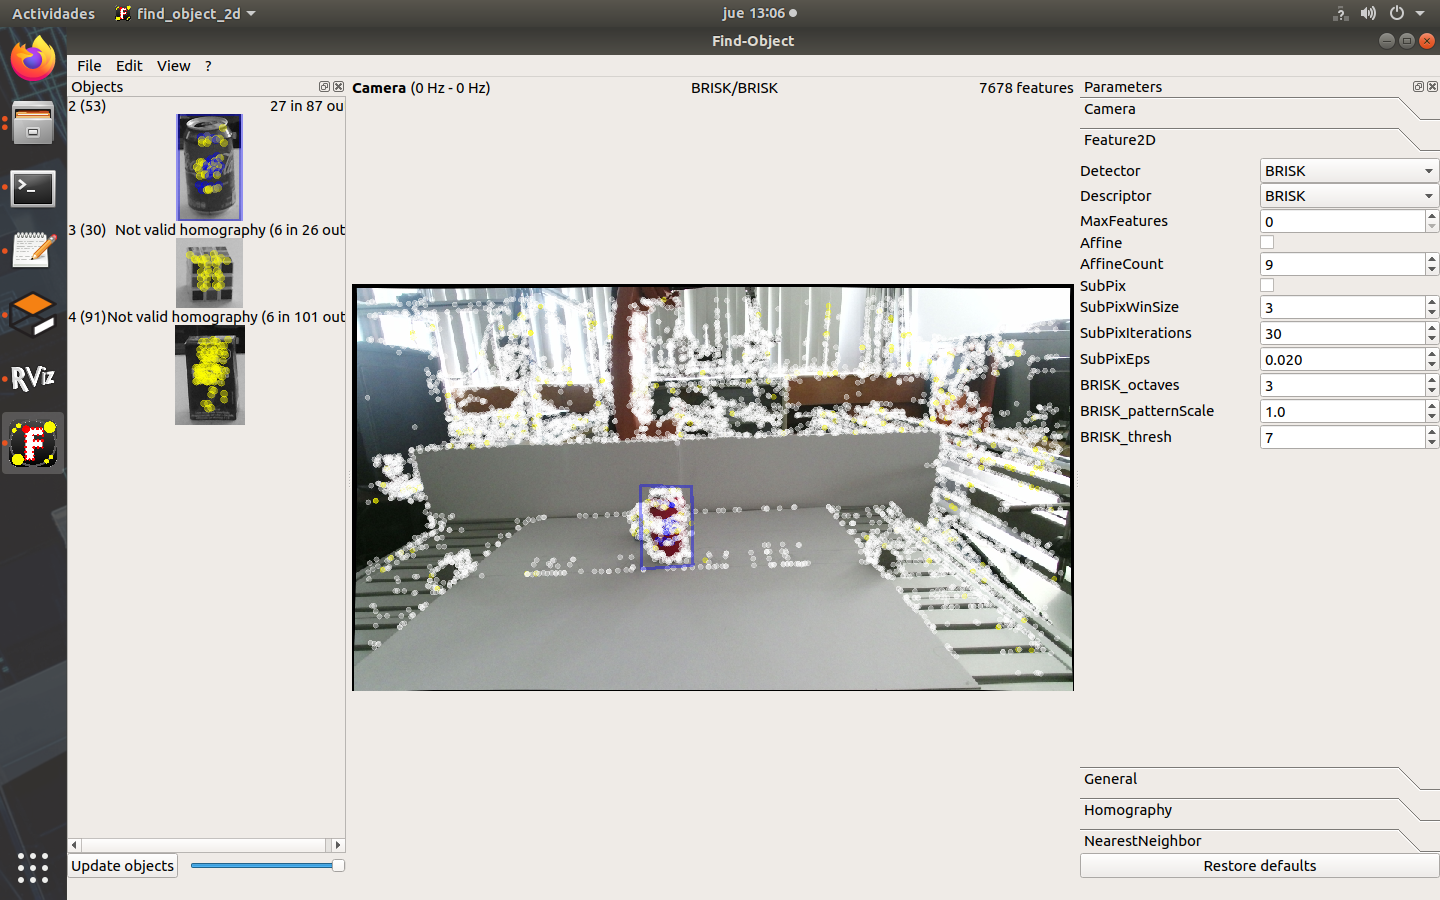 Actividades find_object_2d jue 13:06
Find-Object
File Edit View ?
Objects
2 (53) 27 in 87 ou
3 (30) Not valid homography (6 in 26 out
4 (91)Not valid homography (6 in 101 out
Update objects
Camera (0 Hz - 0 Hz) BRISK/BRISK 7678 features
Parameters
Camera
Feature2D
Detector BRISK
Descriptor BRISK
MaxFeatures 0
Affine
AffineCount 9
SubPix
SubPixWinSize 3
SubPixIterations 30
SubPixEps 0.020
BRISK_octaves 3
BRISK_patternScale 1.0
BRISK_thresh 7
General
Homography
NearestNeighbor
Restore defaults
RViz
F